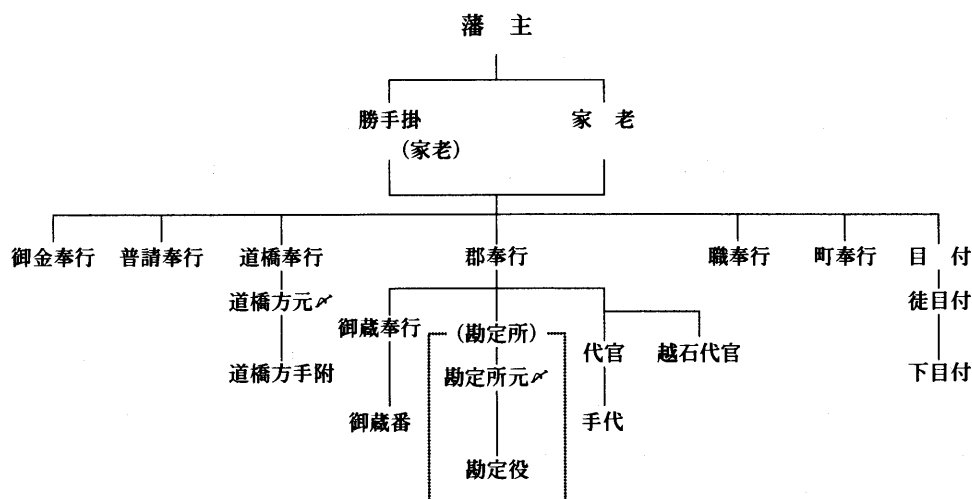 藩 主
勝手掛 家 老
(家老)
御金奉行 普請奉行 道橋奉行 郡奉行 職奉行 町奉行 目 付
道橋方元〆 徒目付
御蔵奉行 (勘定所) 代官 越石代官
道橋方手附 勘定所元〆 下目付
御蔵番 手代
勘定役